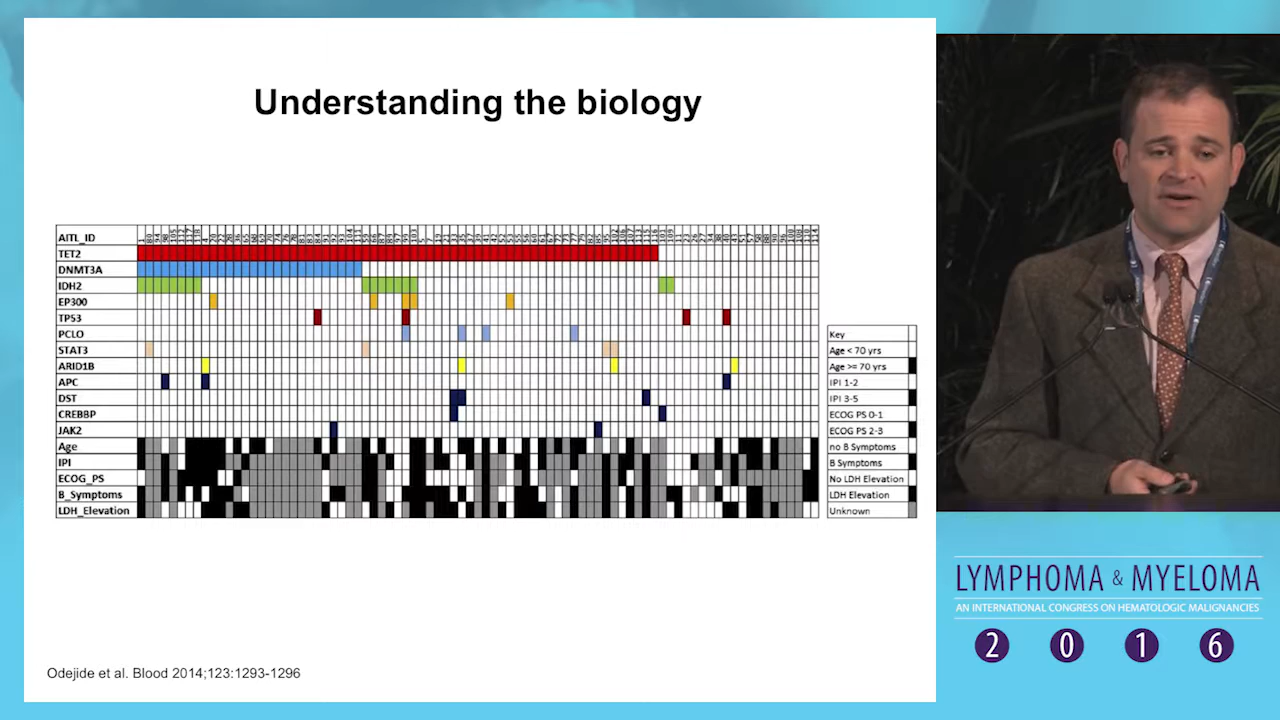 Understanding the biology
AITL_ID
TET2
DNMT3A
IDH2
EP300
TP53
PCLO
STAT3
ARID1B
APC
DST
CREBBP
JAK2
Age
IPI
ECOG_PS
B_Symptoms
LDH_Elevation
Key
Age < 70 yrs
Age >= 70 yrs
IPI 1-2
IPI 3-5
ECOG PS 0-1
ECOG PS 2-3
no B Symptoms
B Symptoms
No LDH Elevation
LDH Elevation
Unknown
Odejide et al. Blood 2014;123:1293-1296
LYMPHOMA & MYELOMA
AN INTERNATIONAL CONGRESS ON HEMATOLOGIC MALIGNANCIES
2 0 1 6